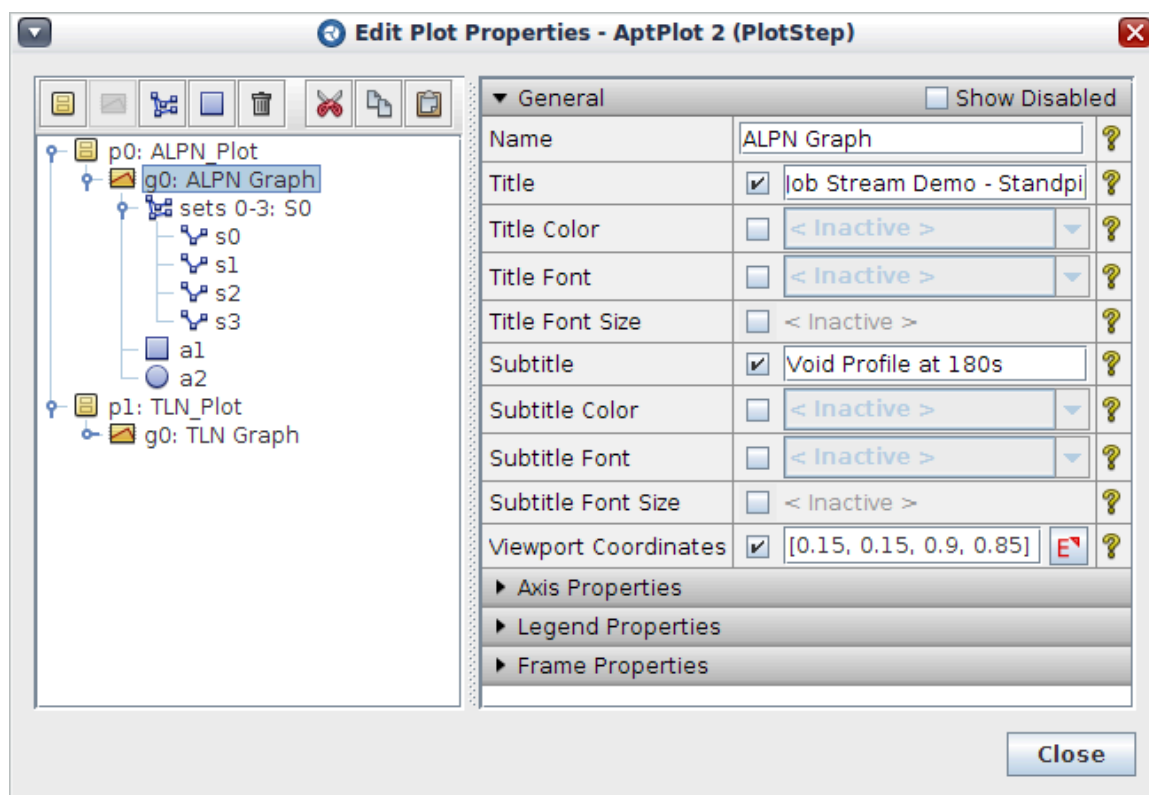 Edit Plot Properties - AptPlot 2 (PlotStep)
p0: ALPN_Plot
g0: ALPN Graph
sets 0-3: S0
s0
s1
s2
s3
a1
a2
p1: TLN_Plot
g0: TLN Graph
General Show Disabled
Name ALPN Graph
Title Job Stream Demo - Standpi
Title Color < Inactive >
Title Font < Inactive >
Title Font Size < Inactive >
Subtitle Void Profile at 180s
Subtitle Color < Inactive >
Subtitle Font < Inactive >
Subtitle Font Size < Inactive >
Viewport Coordinates [0.15, 0.15, 0.9, 0.85] E
Axis Properties
Legend Properties
Frame Properties
Close